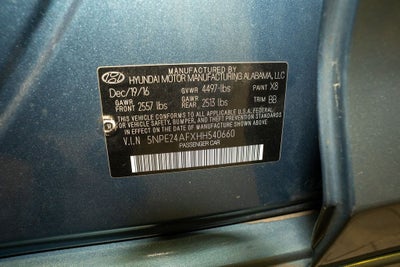 MANUFACTURED BY
HYUNDAI MOTOR MANUFACTURING ALABAMA, LLC
Dec/19/16 GVWR 4497-lbs PAINT X8
GAWR FRONT 2557 lbs GAWR REAR 2513 lbs TRIM BB
THIS VEHICLE CONFORMS TO ALL APPLICABLE FEDERAL MOTOR
VEHICLE SAFETY, BUMPER, AND THEFT PREVENTION STANDARDS
IN EFFECT ON THE DATE OF MANUFACTURE SHOWN ABOVE.
V.I.N 5NPE24AFXHH540660
PASSENGER CAR